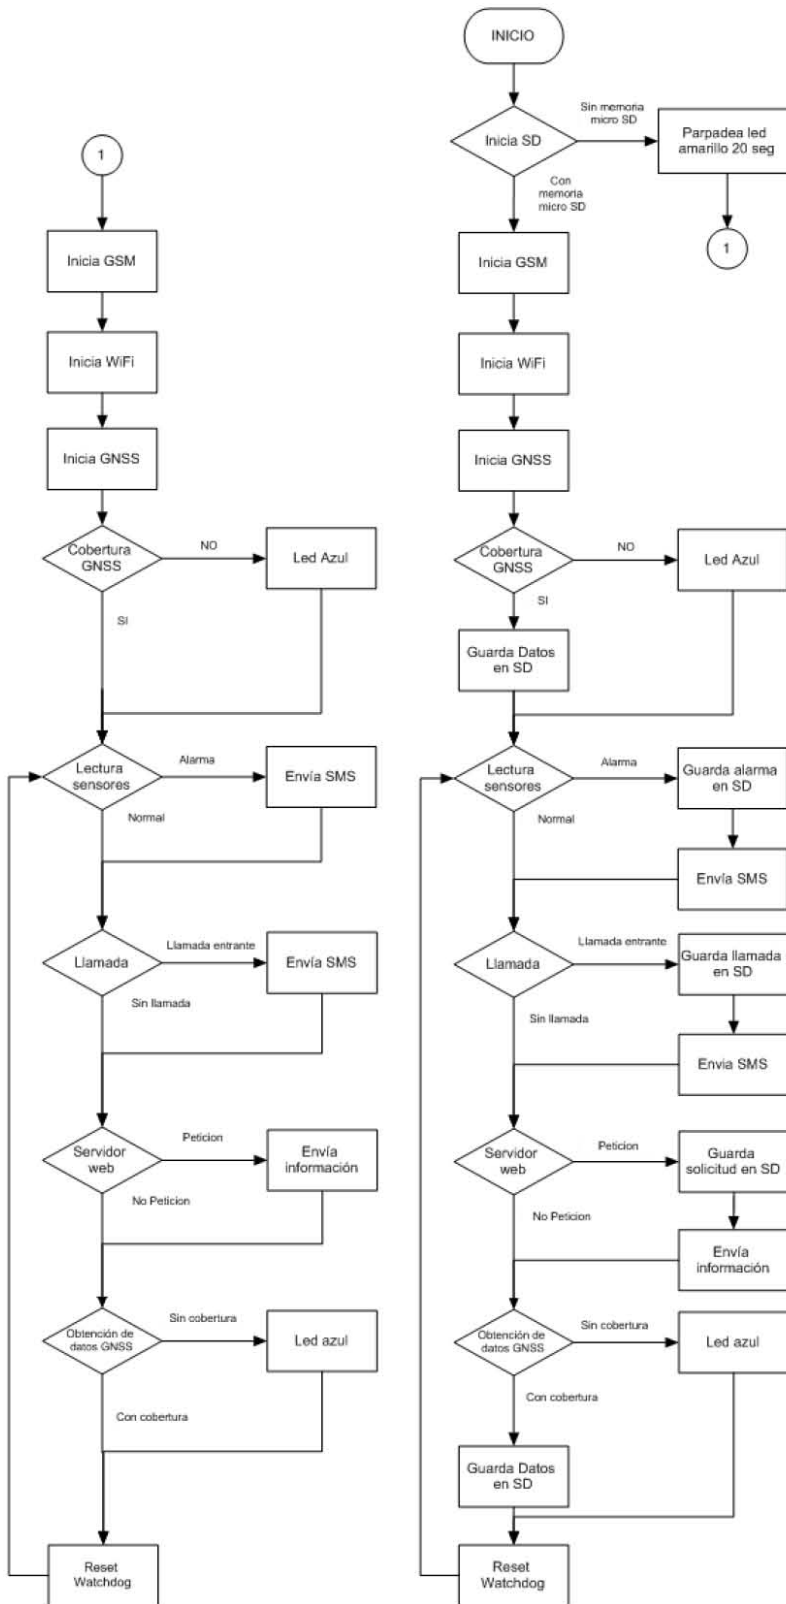 1
Inicia GSM
Inicia WiFi
Inicia GNSS
Cobertura
GNSS
NO
Led Azul
SI
Lectura
sensores
Alarma
Envía SMS
Normal
Llamada
Llamada entrante
Envía SMS
Sin llamada
Servidor
web
Peticion
Envía
información
No Peticion
Obtención de
datos GNSS
Sin cobertura
Led azul
Con cobertura
Reset
Watchdog
INICIO
Inicia SD
Sin memoria
micro SD
Parpadea led
amarillo 20 seg
1
Con
memoria
micro SD
Inicia GSM
Inicia WiFi
Inicia GNSS
Cobertura
GNSS
NO
Led Azul
SI
Guarda Datos
en SD
Lectura
sensores
Alarma
Guarda alarma
en SD
Normal
Envía SMS
Llamada
Llamada entrante
Guarda llamada
en SD
Sin llamada
Envia SMS
Servidor
web
Peticion
Guarda
solicitud en SD
No Peticion
Envía
información
Obtención de
datos GNSS
Sin cobertura
Led azul
Con cobertura
Guarda Datos
en SD
Reset
Watchdog